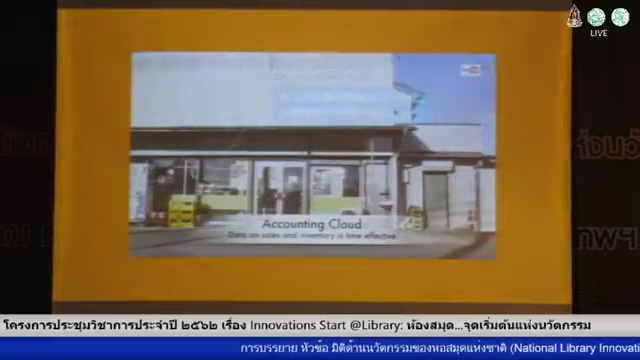 LIVE
Accounting Cloud
Data on sales and inventory is time effective
โครงการประชุมวิชาการประจำปี ๒๕๖๒ เรื่อง Innovations Start @Library: ห้องสมุด...จุดเริ่มต้นแห่งนวัตกรรม
การบรรยาย หัวข้อ มิติด้านนวัตกรรมของหอสมุดแห่งชาติ (National Library Innovati